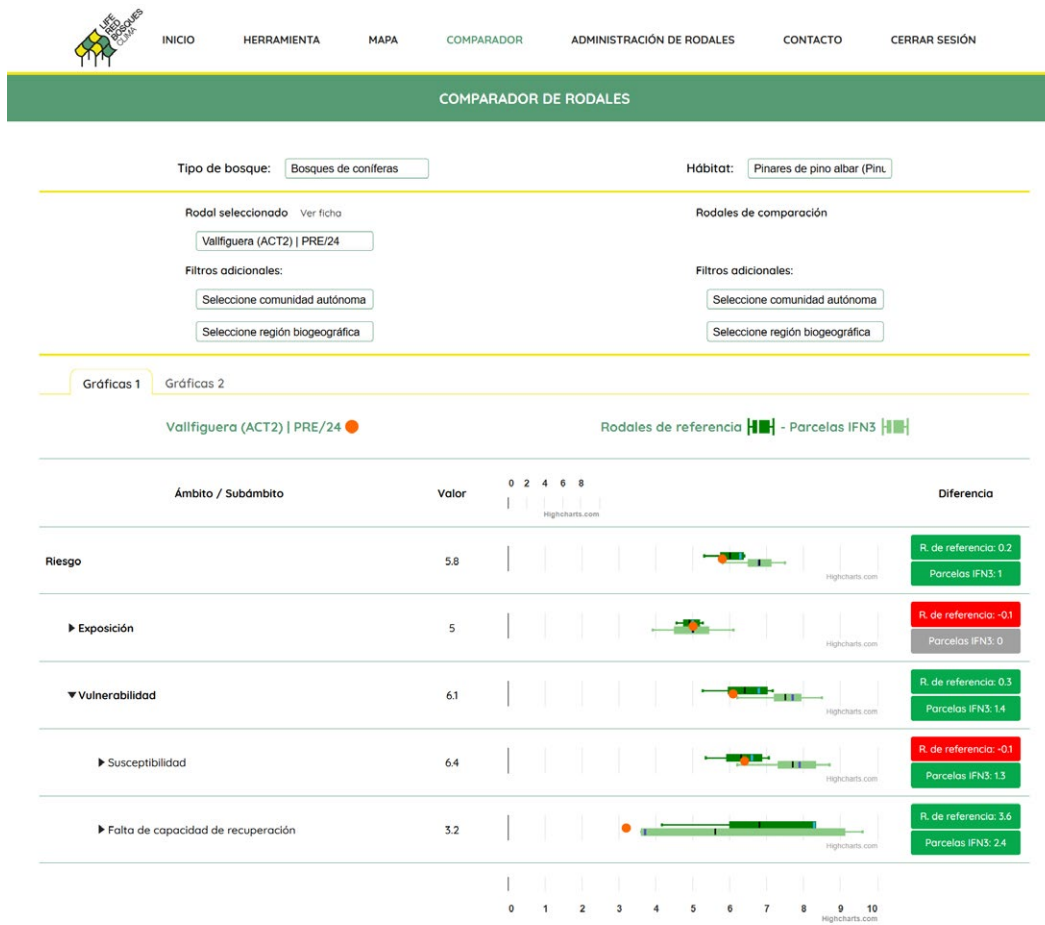 LIFE
RED
BOSQUES
CLIMA
INICIO HERRAMIENTA MAPA COMPARADOR ADMINISTRACIÓN DE RODALES CONTACTO CERRAR SESIÓN
COMPARADOR DE RODALES
Tipo de bosque: Bosques de coníferas Hábitat: Pinares de pino albar (Pinu
Rodal seleccionado Ver ficha Rodales de comparación
Vallfiguera (ACT2) | PRE/24
Filtros adicionales: Filtros adicionales:
Seleccione comunidad autónoma Seleccione comunidad autónoma
Seleccione región biogeográfica Seleccione región biogeográfica
Gráficas 1 Gráficas 2
Vallfiguera (ACT2) | PRE/24 Rodales de referencia - Parcelas IFN3
0 2 4 6 8
Ámbito / Subámbito Valor Diferencia
Highcharts.com
R. de referencia: 0.2
Riesgo 5.8
Highcharts.com Parcelas IFN3: 1
R. de referencia: -0.1
Exposición 5
Highcharts.com Parcelas IFN3: 0
R. de referencia: 0.3
Vulnerabilidad 6.1
Highcharts.com Parcelas IFN3: 1.4
R. de referencia: -0.1
Susceptibilidad 6.4
Highcharts.com Parcelas IFN3: 1.3
R. de referencia: 3.6
Falta de capacidad de recuperación 3.2
Highcharts.com Parcelas IFN3: 2.4
0 1 2 3 4 5 6 7 8 9 10
Highcharts.com